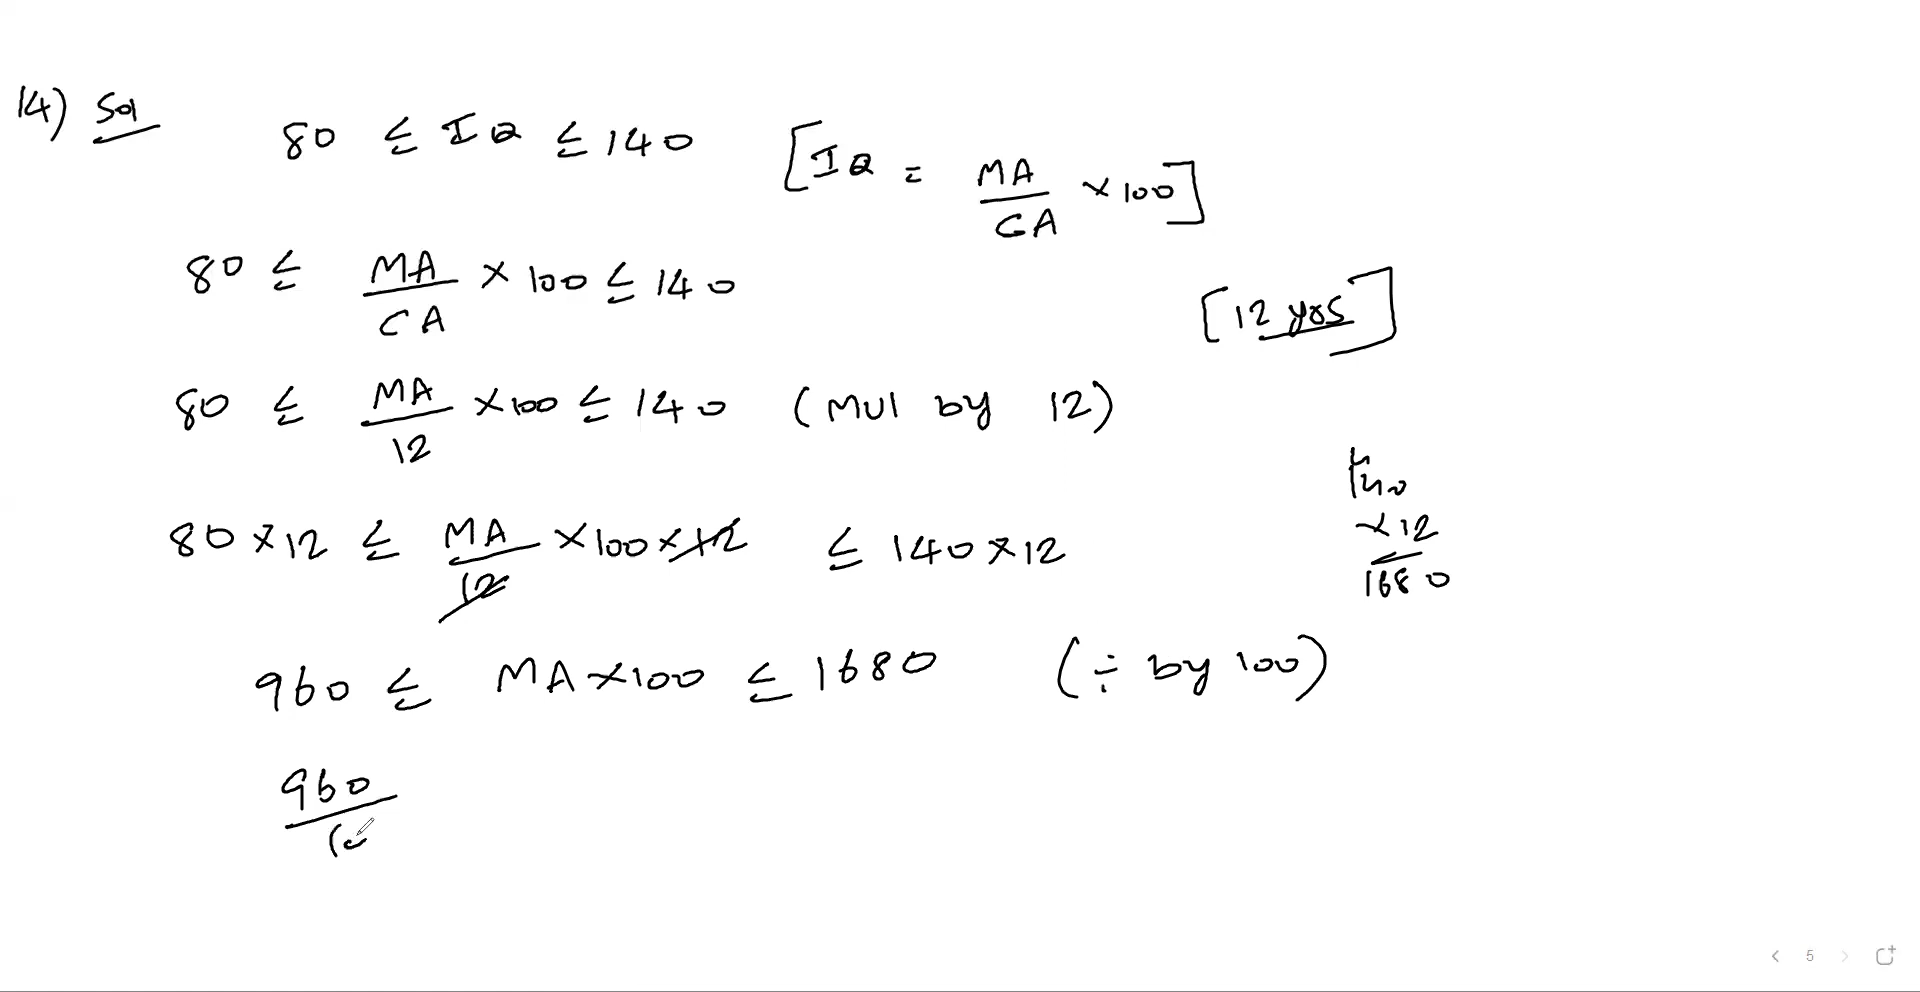 14) Sol
80 ≤ IQ ≤ 140 [IQ = MA/CA × 100]
80 ≤ MA/CA × 100 ≤ 140
[12 yrs]
80 ≤ MA/12 × 100 ≤ 140 (Mul by 12)
80 × 12 ≤ MA/12 × 100 × 12 ≤ 140 × 12
140
× 12
1680
960 ≤ MA × 100 ≤ 1680 (÷ by 100)
960
5